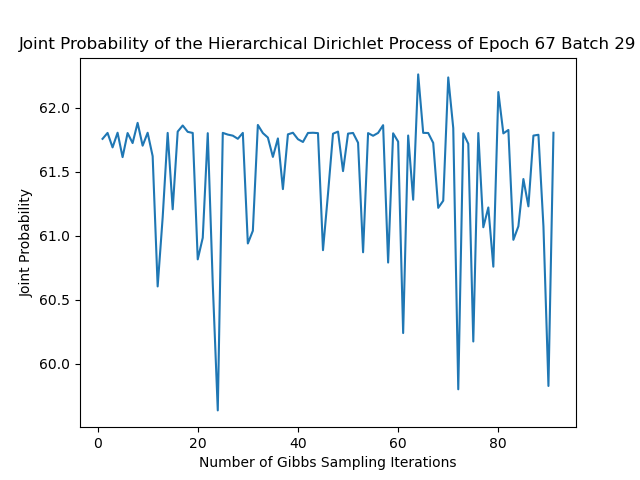 Joint Probability of the Hierarchical Dirichlet Process of Epoch 67 Batch 29
62.0
61.5
61.0
60.5
60.0
Joint Probability
0 20 40 60 80
Number of Gibbs Sampling Iterations